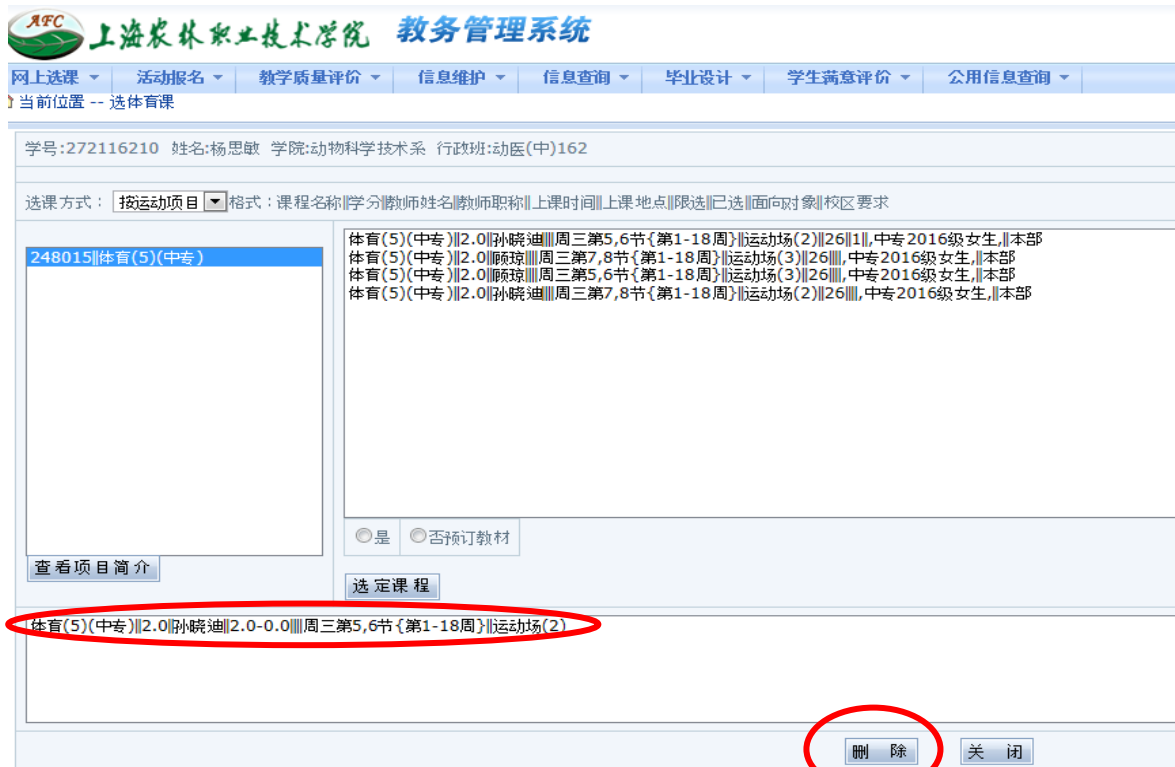 AFC 上海农林职业技术学院 教务管理系统
网上选课 活动报名 教学质量评价 信息维护 信息查询 毕业设计 学生满意评价 公用信息查询
当前位置 -- 选体育课
学号:272116210 姓名:杨思敏 学院:动物科学技术系 行政班:动医(中)162
选课方式： 按运动项目 格式：课程名称||学分||教师姓名||教师职称||上课时间||上课地点||限选||已选||面向对象||校区要求
248015||体育(5)(中专)
体育(5)(中专)||2.0||孙晓迪||||周三第5,6节{第1-18周}||运动场(2)||26||1||,中专2016级女生,||本部
体育(5)(中专)||2.0||顾琼||||周三第7,8节{第1-18周}||运动场(3)||26||||,中专2016级女生,||本部
体育(5)(中专)||2.0||顾琼||||周三第5,6节{第1-18周}||运动场(3)||26||||,中专2016级女生,||本部
体育(5)(中专)||2.0||孙晓迪||||周三第7,8节{第1-18周}||运动场(2)||26||||,中专2016级女生,||本部
是 否预订教材
查看项目简介
选定课程
体育(5)(中专)||2.0||孙晓迪||2.0-0.0||||周三第5,6节{第1-18周}||运动场(2)
删 除 关 闭